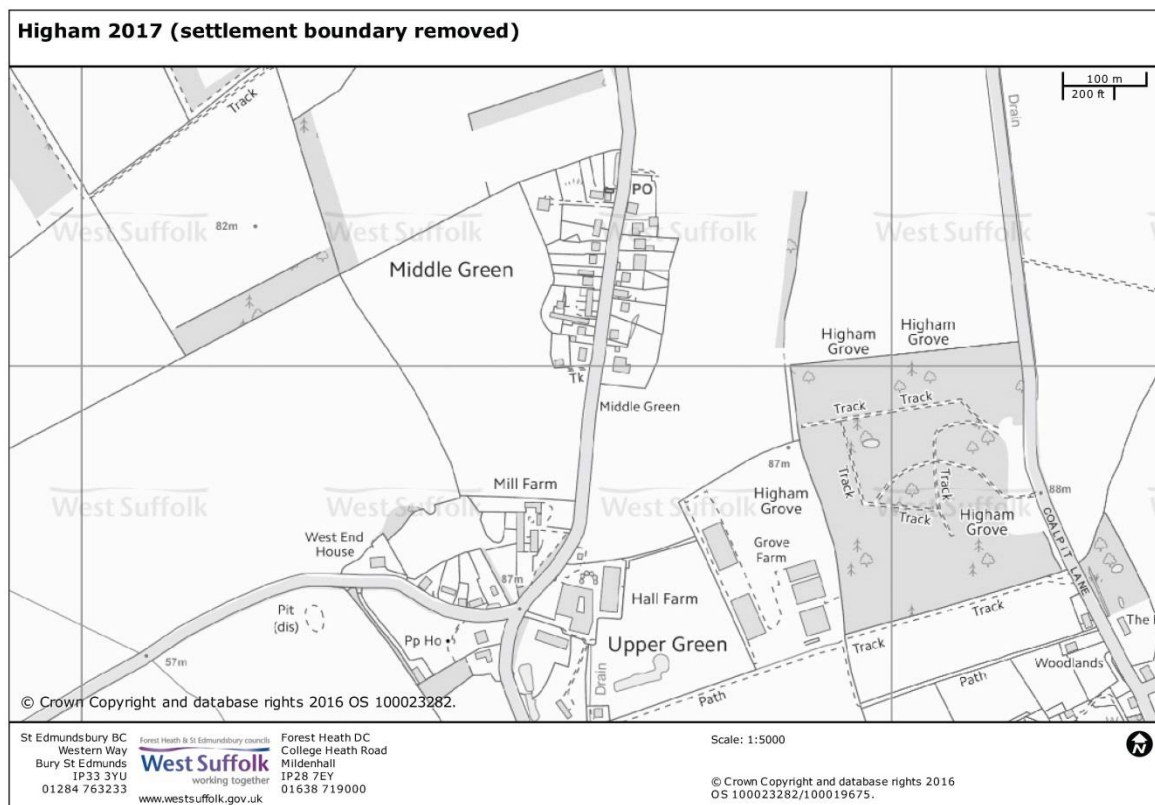 Higham 2017 (settlement boundary removed)
100 m
200 ft
Track
Drain
PO
West Suffolk
West Suffolk
West Suffolk
West Suffolk
82m
Middle Green
Higham
Grove
Higham
Grove
Tk
Middle Green
Track
Track
87m
Mill Farm
Higham
Grove
Track
Track
88m
West Suffolk
West Suffolk
West Suffolk
West Suffolk
Track
Higham
Grove
COALPIT LANE
West End
House
Grove
Farm
87m
Hall Farm
Pit
(dis)
Pp Ho
Upper Green
Track
Track
The
57m
Drain
Woodlands
Path
Path
© Crown Copyright and database rights 2016 OS 100023282.
St Edmundsbury BC
Western Way
Bury St Edmunds
IP33 3YU
01284 763233
Forest Heath & St Edmundsbury councils
West Suffolk
working together
www.westsuffolk.gov.uk
Forest Heath DC
College Heath Road
Mildenhall
IP28 7EY
01638 719000
Scale: 1:5000
© Crown Copyright and database rights 2016
OS 100023282/100019675.
N